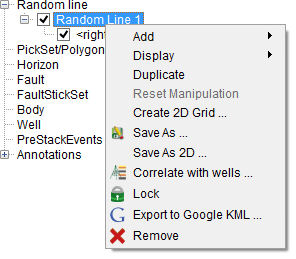 Random line
Random Line 1
<right
PickSet/Polygon
Horizon
Fault
FaultStickSet
Body
Well
PreStackEvents
Annotations
Add
Display
Duplicate
Reset Manipulation
Create 2D Grid ...
Save As ...
Save As 2D ...
Correlate with wells ...
Lock
Export to Google KML ...
Remove